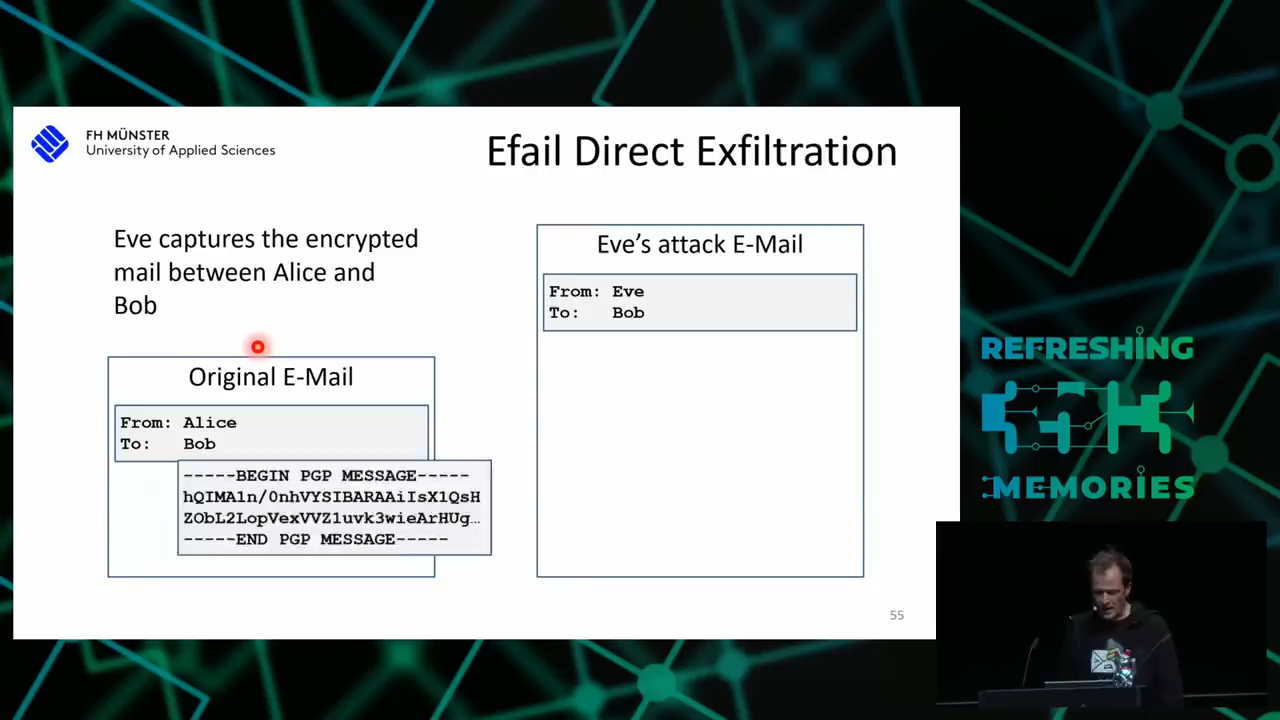 FH MÜNSTER
University of Applied Sciences
Efail Direct Exfiltration
Eve captures the encrypted
mail between Alice and
Bob
Original E-Mail
From: Alice
To: Bob
-----BEGIN PGP MESSAGE-----
hQIMA1n/0nhVYSIBARAAiIsX1QsH
ZObL2LopVexVVZ1uvk3wieArHUg…
-----END PGP MESSAGE-----
Eve’s attack E-Mail
From: Eve
To: Bob
55
REFRESHING
MEMORIES